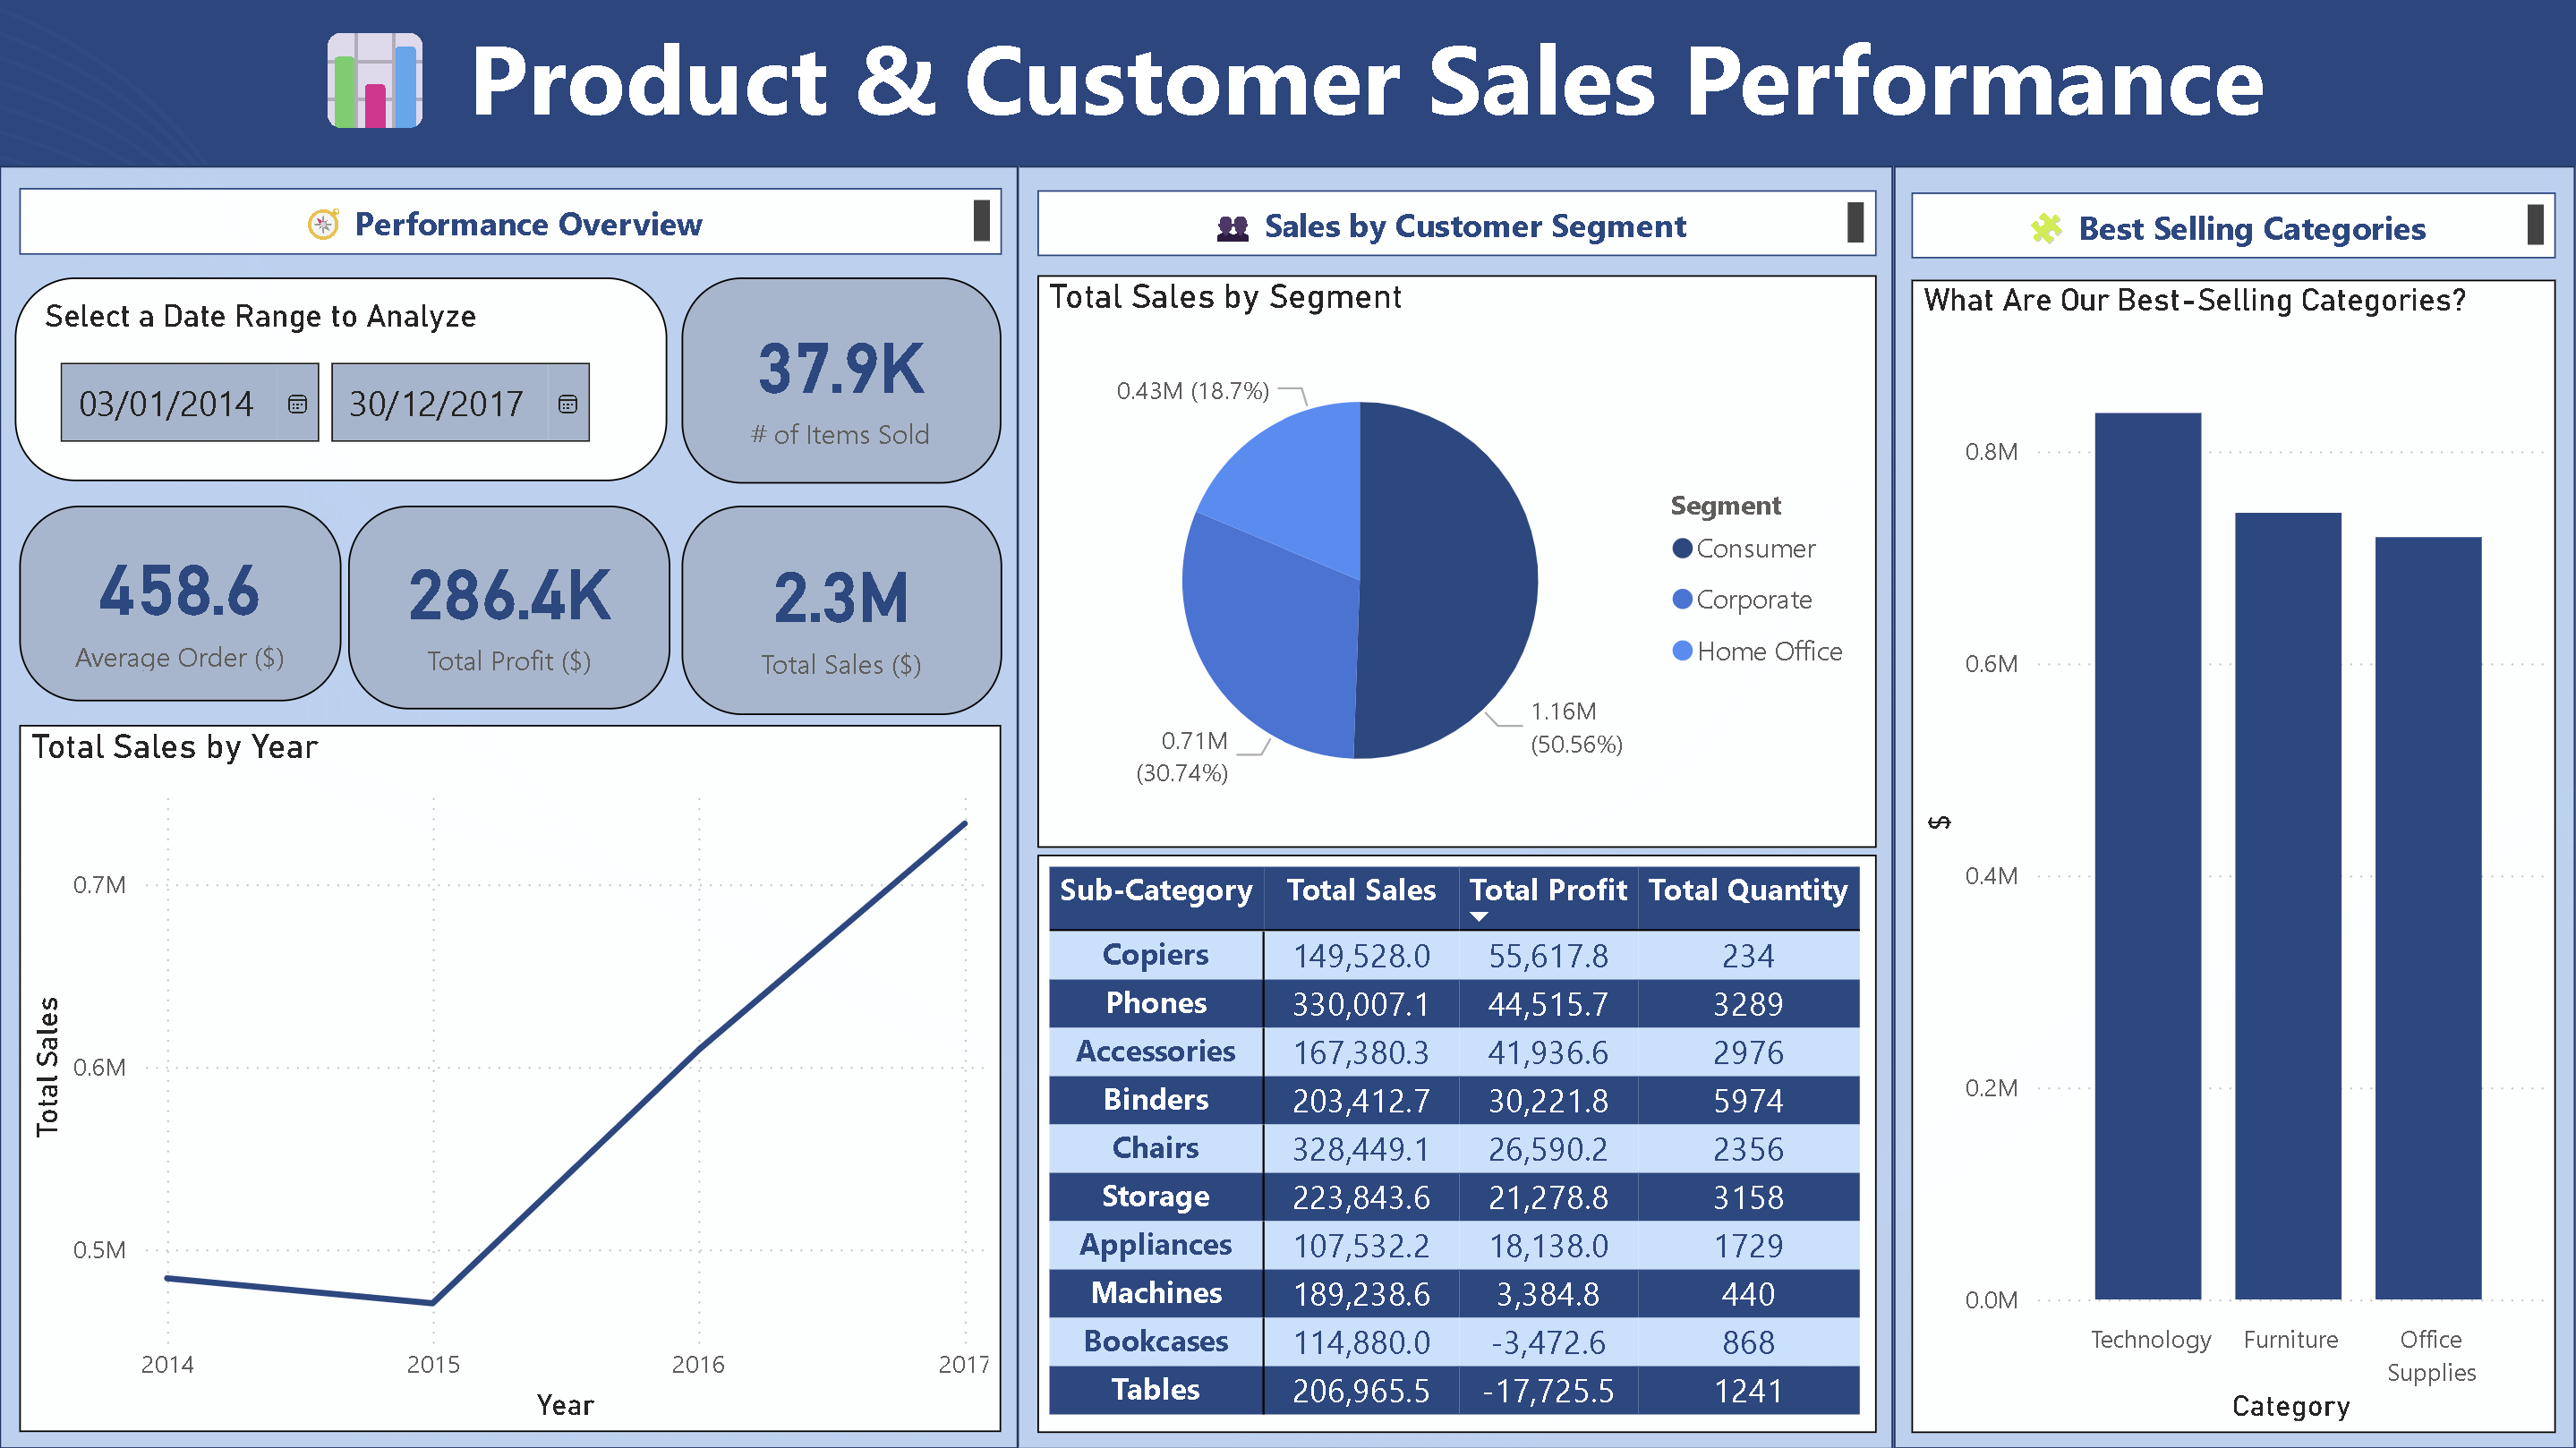 Product & Customer Sales Performance
Performance Overview
Select a Date Range to Analyze
03/01/2014
30/12/2017
37.9K
# of Items Sold
458.6
Average Order ($)
286.4K
Total Profit ($)
2.3M
Total Sales ($)
Total Sales by Year
0.7M
0.6M
0.5M
Total Sales
2014
2015
2016
2017
Year
Sales by Customer Segment
Total Sales by Segment
0.43M (18.7%)
0.71M
(30.74%)
1.16M
(50.56%)
Segment
Consumer
Corporate
Home Office
Sub-Category Total Sales Total Profit Total Quantity
Copiers 149,528.0 55,617.8 234
Phones 330,007.1 44,515.7 3289
Accessories 167,380.3 41,936.6 2976
Binders 203,412.7 30,221.8 5974
Chairs 328,449.1 26,590.2 2356
Storage 223,843.6 21,278.8 3158
Appliances 107,532.2 18,138.0 1729
Machines 189,238.6 3,384.8 440
Bookcases 114,880.0 -3,472.6 868
Tables 206,965.5 -17,725.5 1241
Best Selling Categories
What Are Our Best-Selling Categories?
0.8M
0.6M
0.4M
0.2M
0.0M
$
Technology
Furniture
Office
Supplies
Category